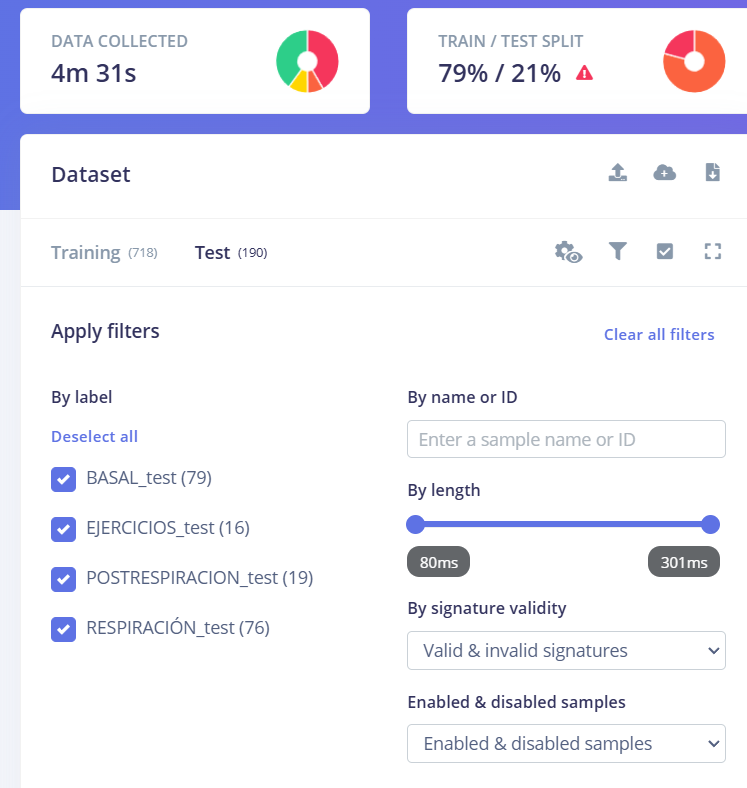 DATA COLLECTED
4m 31s
TRAIN / TEST SPLIT
79% / 21%
Dataset
Training (718)
Test (190)
Apply filters
Clear all filters
By label
Deselect all
BASAL_test (79)
EJERCICIOS_test (16)
POSTRESPIRACION_test (19)
RESPIRACIÓN_test (76)
By name or ID
Enter a sample name or ID
By length
80ms
301ms
By signature validity
Valid & invalid signatures
Enabled & disabled samples
Enabled & disabled samples